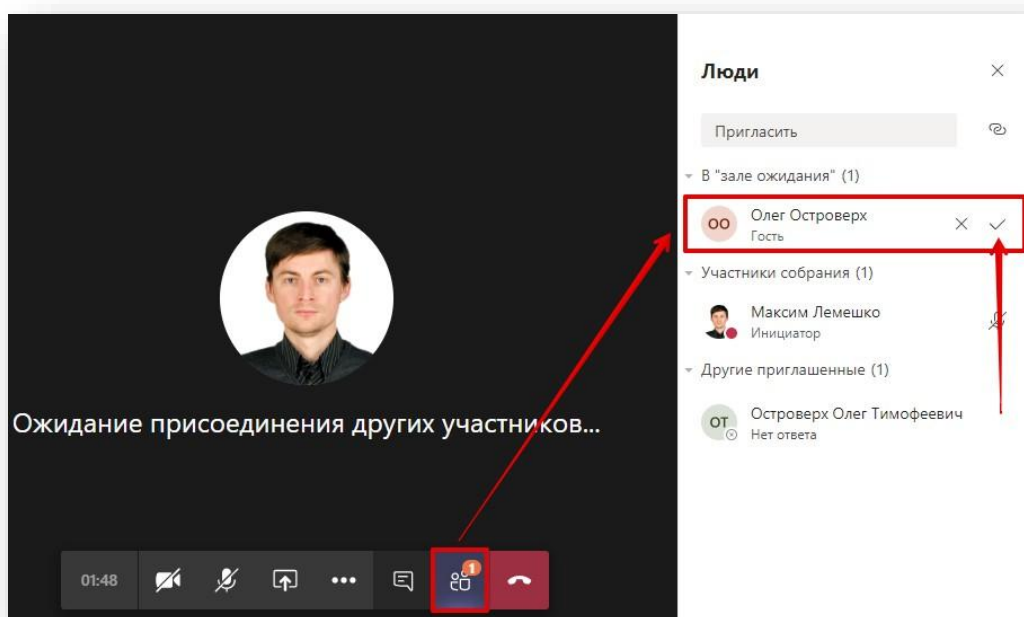 Люди
Пригласить
В "зале ожидания" (1)
ОО
Олег Островерх
Гость
Участники собрания (1)
Максим Лемешко
Инициатор
Другие приглашенные (1)
ОТ
Островерх Олег Тимофеевич
Нет ответа
Ожидание присоединения других участников...
01:48
1